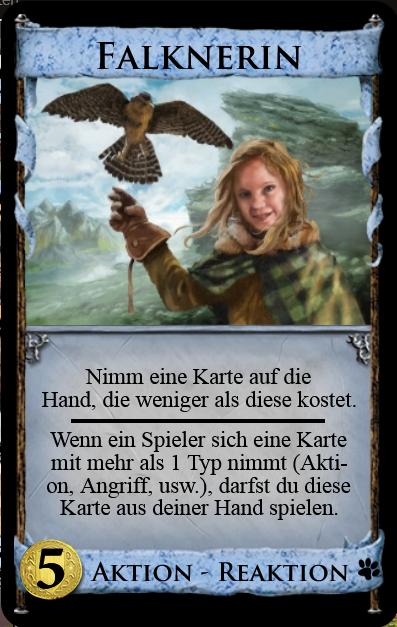 FALKNERIN
Nimm eine Karte auf die
Hand, die weniger als diese kostet.
Wenn ein Spieler sich eine Karte
mit mehr als 1 Typ nimmt (Akti-
on, Angriff, usw.), darfst du diese
Karte aus deiner Hand spielen.
5 AKTION - REAKTION